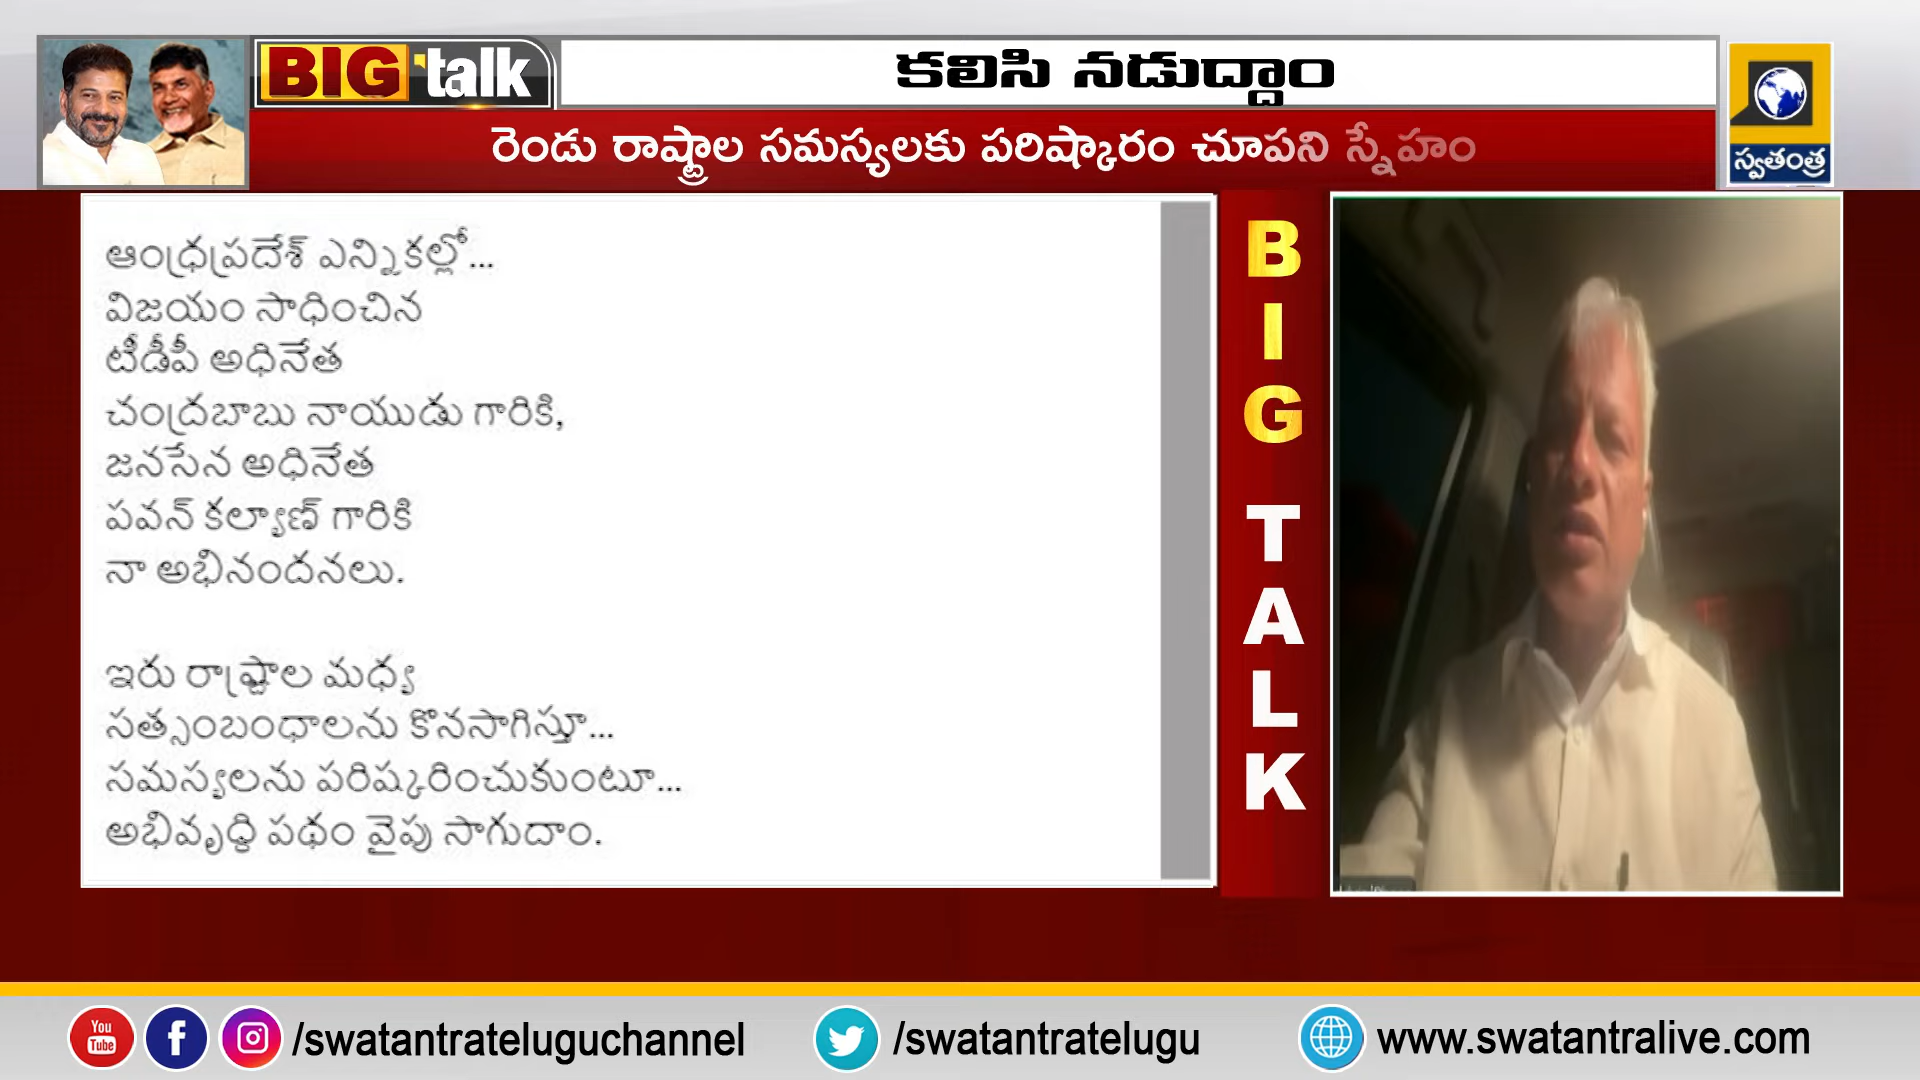 BIG talk
కలిసి నడుద్దాం
రెండు రాష్ట్రాల సమస్యలకు పరిష్కారం చూపని స్నేహం
స్వతంత్ర
ఆంధ్రప్రదేశ్ ఎన్నికల్లో...
విజయం సాధించిన
టీడీపీ అధినేత
చంద్రబాబు నాయుడు గారికి,
జనసేన అధినేత
పవన్ కల్యాణ్ గారికి
నా అభినందనలు.
ఇరు రాష్ట్రాల మధ్య
సత్సంబంధాలను కొనసాగిస్తూ...
సమస్యలను పరిష్కరించుకుంటూ...
అభివృద్ధి పథం వైపు సాగుదాం.
BIG TALK
You Tube
/swatantrateluguchannel
/swatantratelugu
www.swatantralive.com